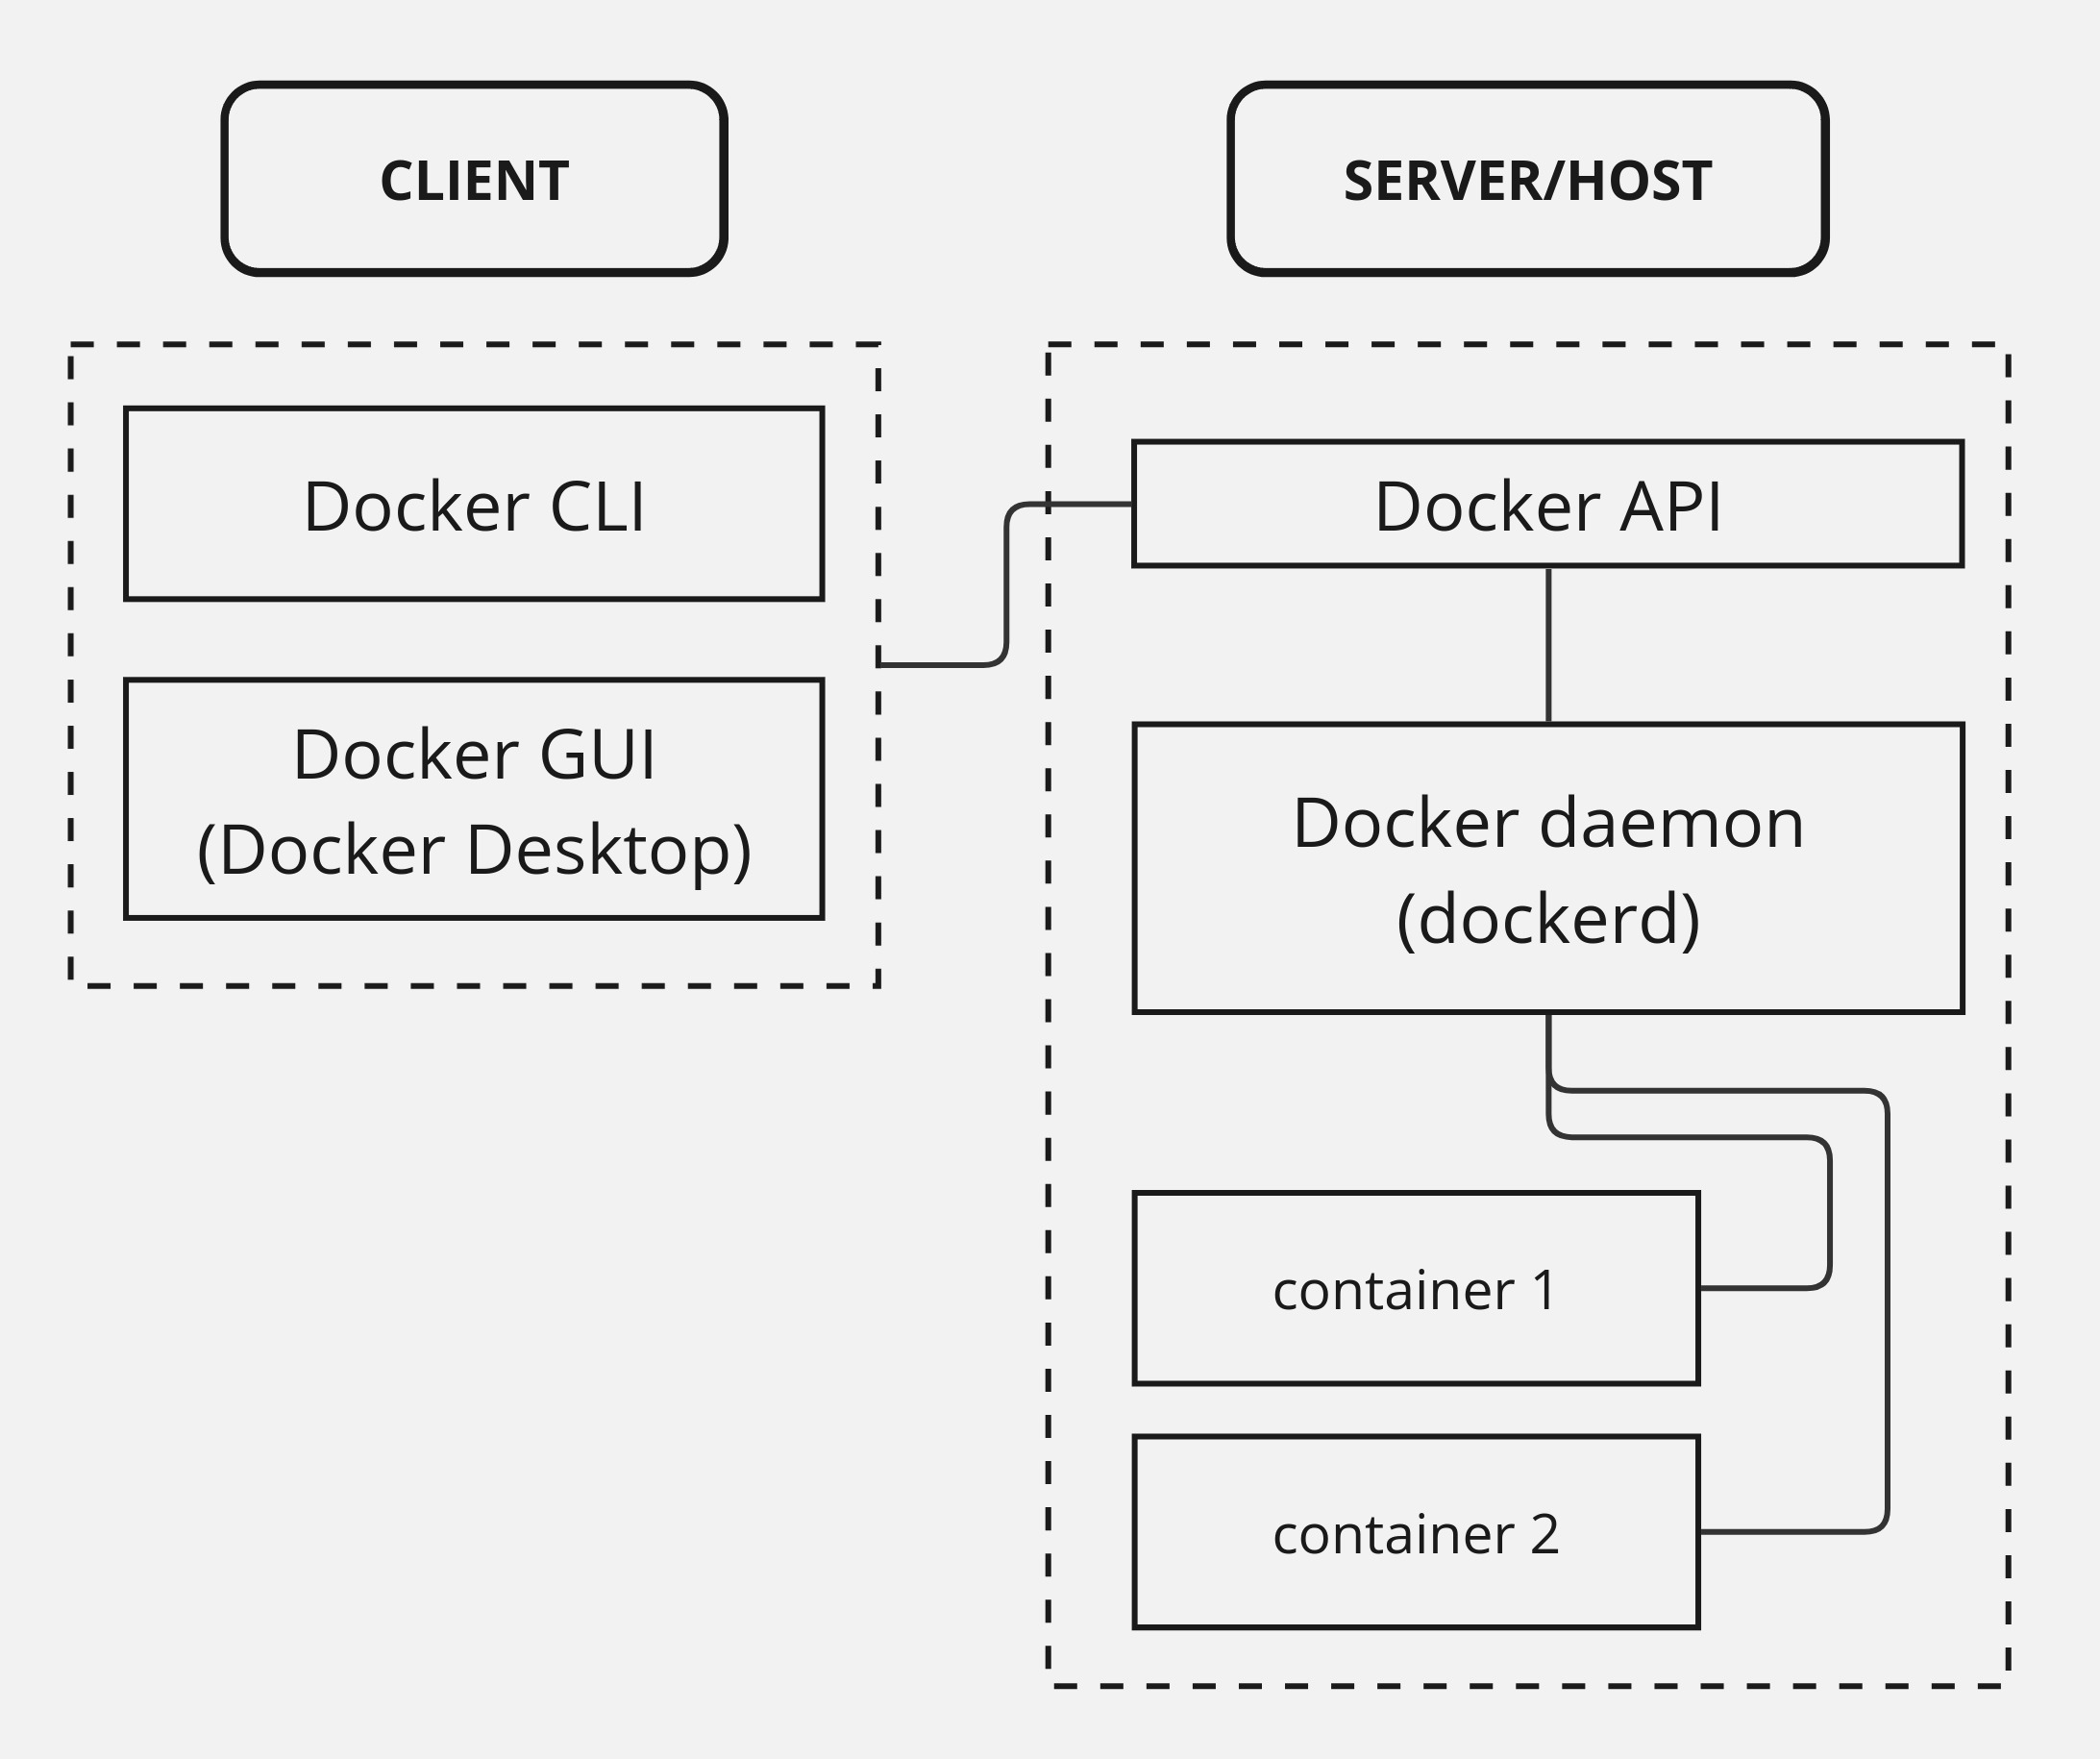 CLIENT
SERVER/HOST
Docker CLI
Docker GUI
(Docker Desktop)
Docker API
Docker daemon
(dockerd)
container 1
container 2